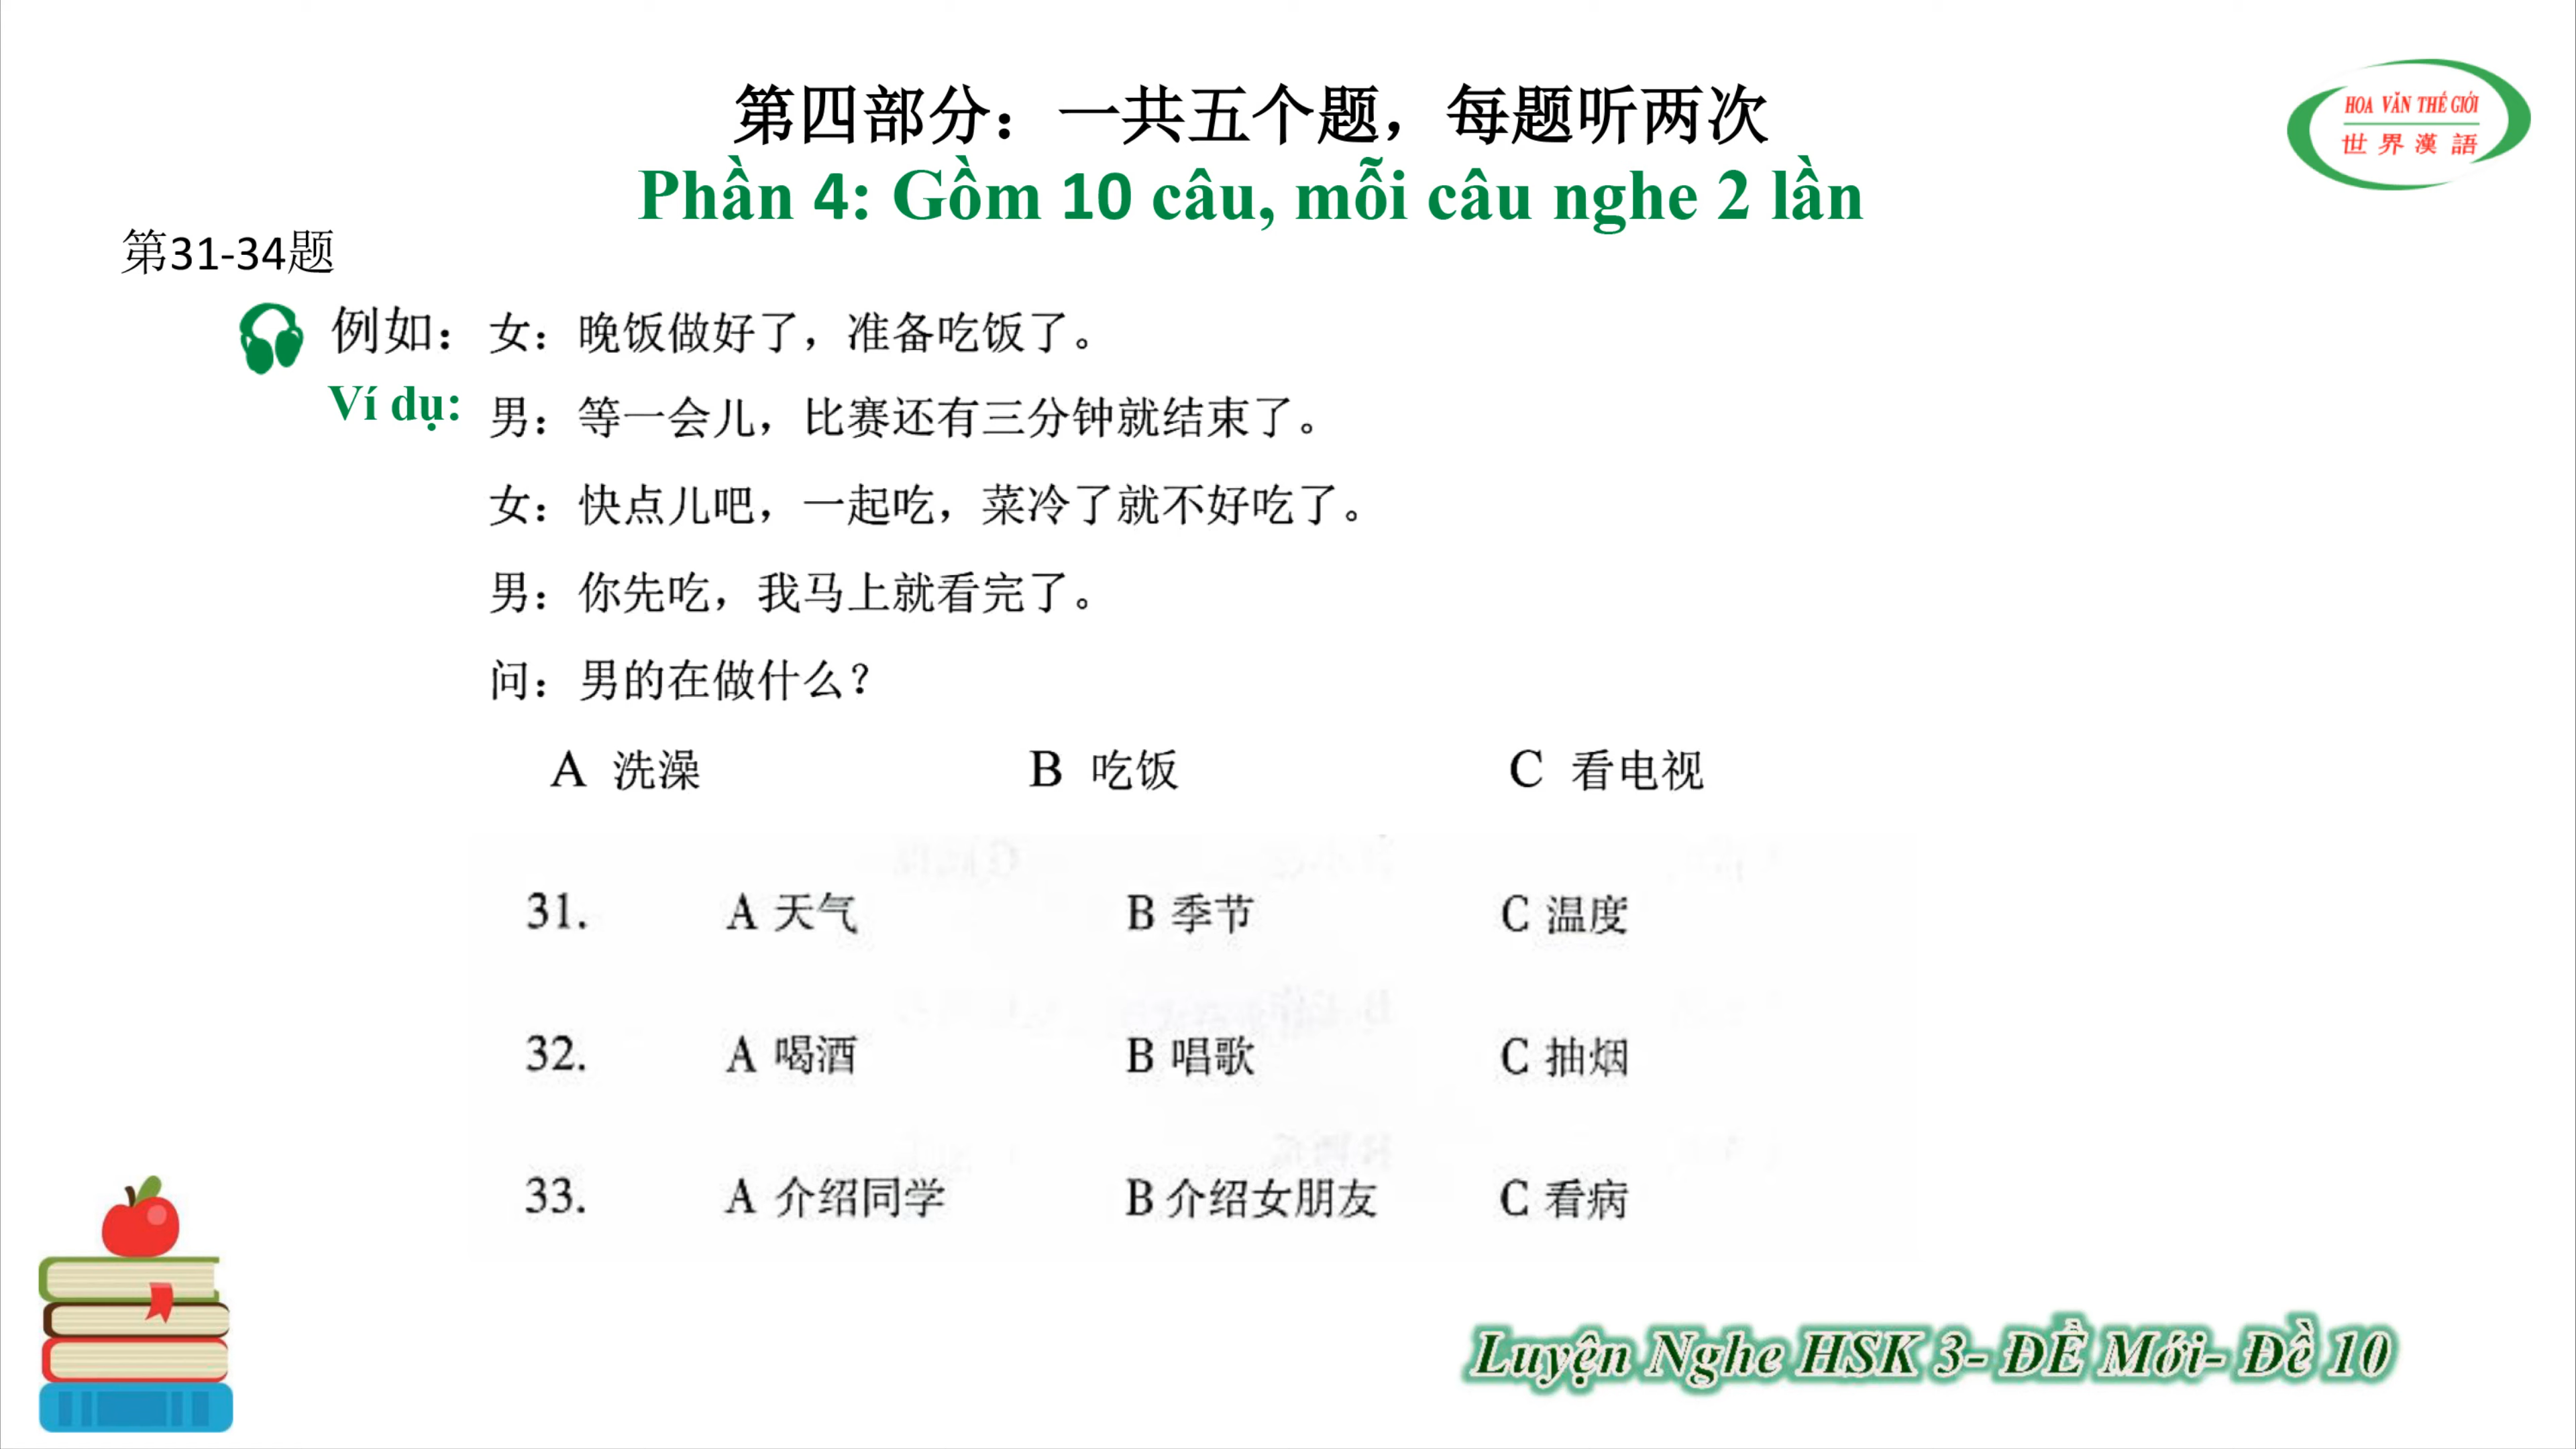 第四部分：一共五个题，每题听两次
HOA VĂN THẾ GIỚI
世界漢語
Phần 4: Gồm 10 câu, mỗi câu nghe 2 lần
第31-34题
例如：女：晚饭做好了，准备吃饭了。
Ví dụ: 男：等一会儿，比赛还有三分钟就结束了。
女：快点儿吧，一起吃，菜冷了就不好吃了。
男：你先吃，我马上就看完了。
问：男的在做什么？
A 洗澡 B 吃饭 C 看电视
31. A 天气 B 季节 C 温度
32. A 喝酒 B 唱歌 C 抽烟
33. A 介绍同学 B 介绍女朋友 C 看病
Luyện Nghe HSK 3- ĐỀ Mới- Đề 10